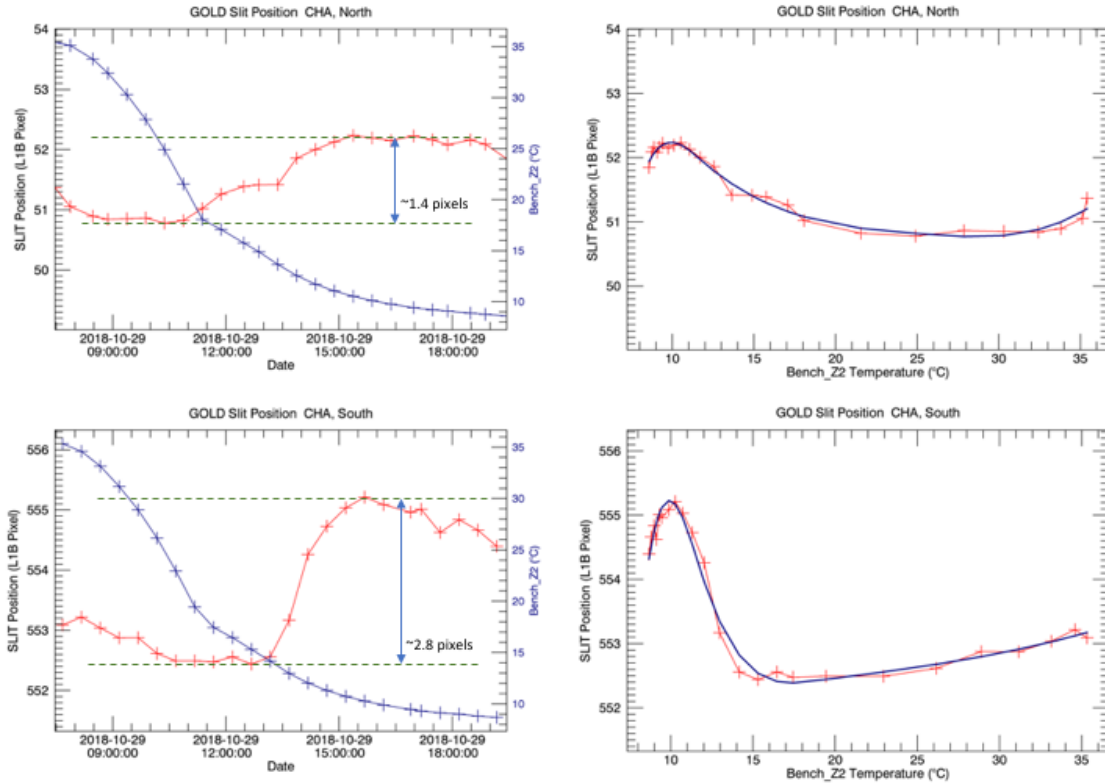 GOLD Slit Position CHA, North
54
53
52
51
50
SLIT Position (L1B Pixel)
35
30
25
20
15
10
Bench_Z2 (°C)
~1.4 pixels
2018-10-29
09:00:00
2018-10-29
12:00:00
2018-10-29
15:00:00
2018-10-29
18:00:00
Date
GOLD Slit Position CHA, North
54
53
52
51
50
SLIT Position (L1B Pixel)
10 15 20 25 30 35
Bench_Z2 Temperature (°C)
GOLD Slit Position CHA, South
556
555
554
553
552
SLIT Position (L1B Pixel)
35
30
25
20
15
10
Bench_Z2 (°C)
~2.8 pixels
2018-10-29
09:00:00
2018-10-29
12:00:00
2018-10-29
15:00:00
2018-10-29
18:00:00
Date
GOLD Slit Position CHA, South
556
555
554
553
552
SLIT Position (L1B Pixel)
10 15 20 25 30 35
Bench_Z2 Temperature (°C)